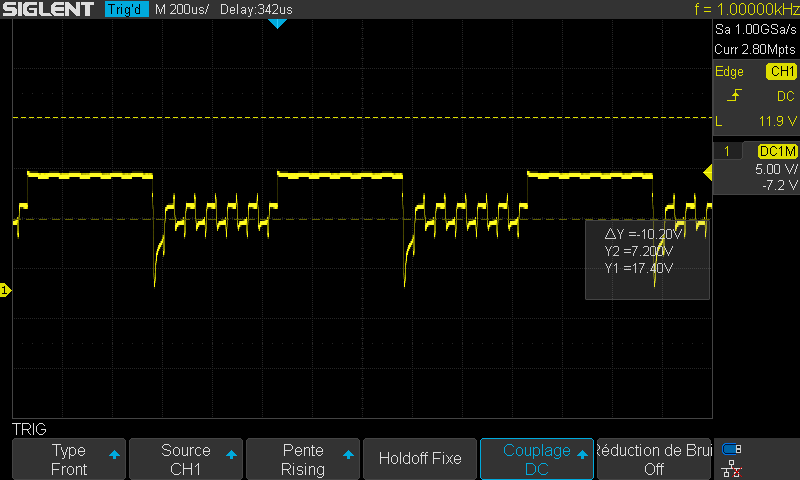 SIGLENT Trig'd M 200us/ Delay:342us f = 1.00000kHz
Sa 1.00GSa/s
Curr 2.80Mpts
Edge CH1
DC
L 11.9 V
1 DC1M
5.00 V/
-7.2 V
ΔY =-10.20V
Y2 =7.200V
Y1 =17.40V
1
TRIG
Type
Front
Source
CH1
Pente
Rising
Holdoff Fixe
Couplage
DC
Réduction de Brui
Off